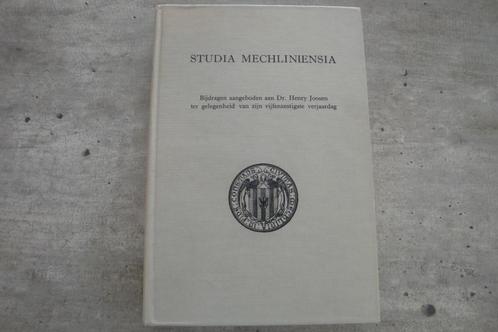 STUDIA MECHLINIENSIA
Bijdragen aangeboden aan Dr. Henry Joosen
ter gelegenheid van zijn vijfenzestigste verjaardag